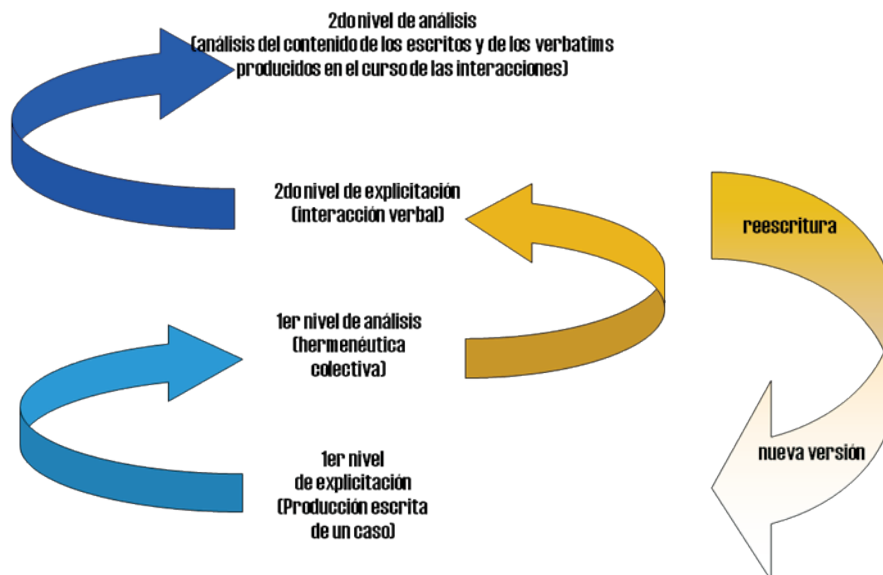 2do nivel de análisis
(análisis del contenido de los escritos y de los verbatims
producidos en el curso de las interacciones)
2do nivel de explicitación
(interacción verbal)
reescritura
1er nivel de análisis
(hermenéutica
colectiva)
nueva versión
1er nivel
de explicitación
(Producción escrita
de un caso)